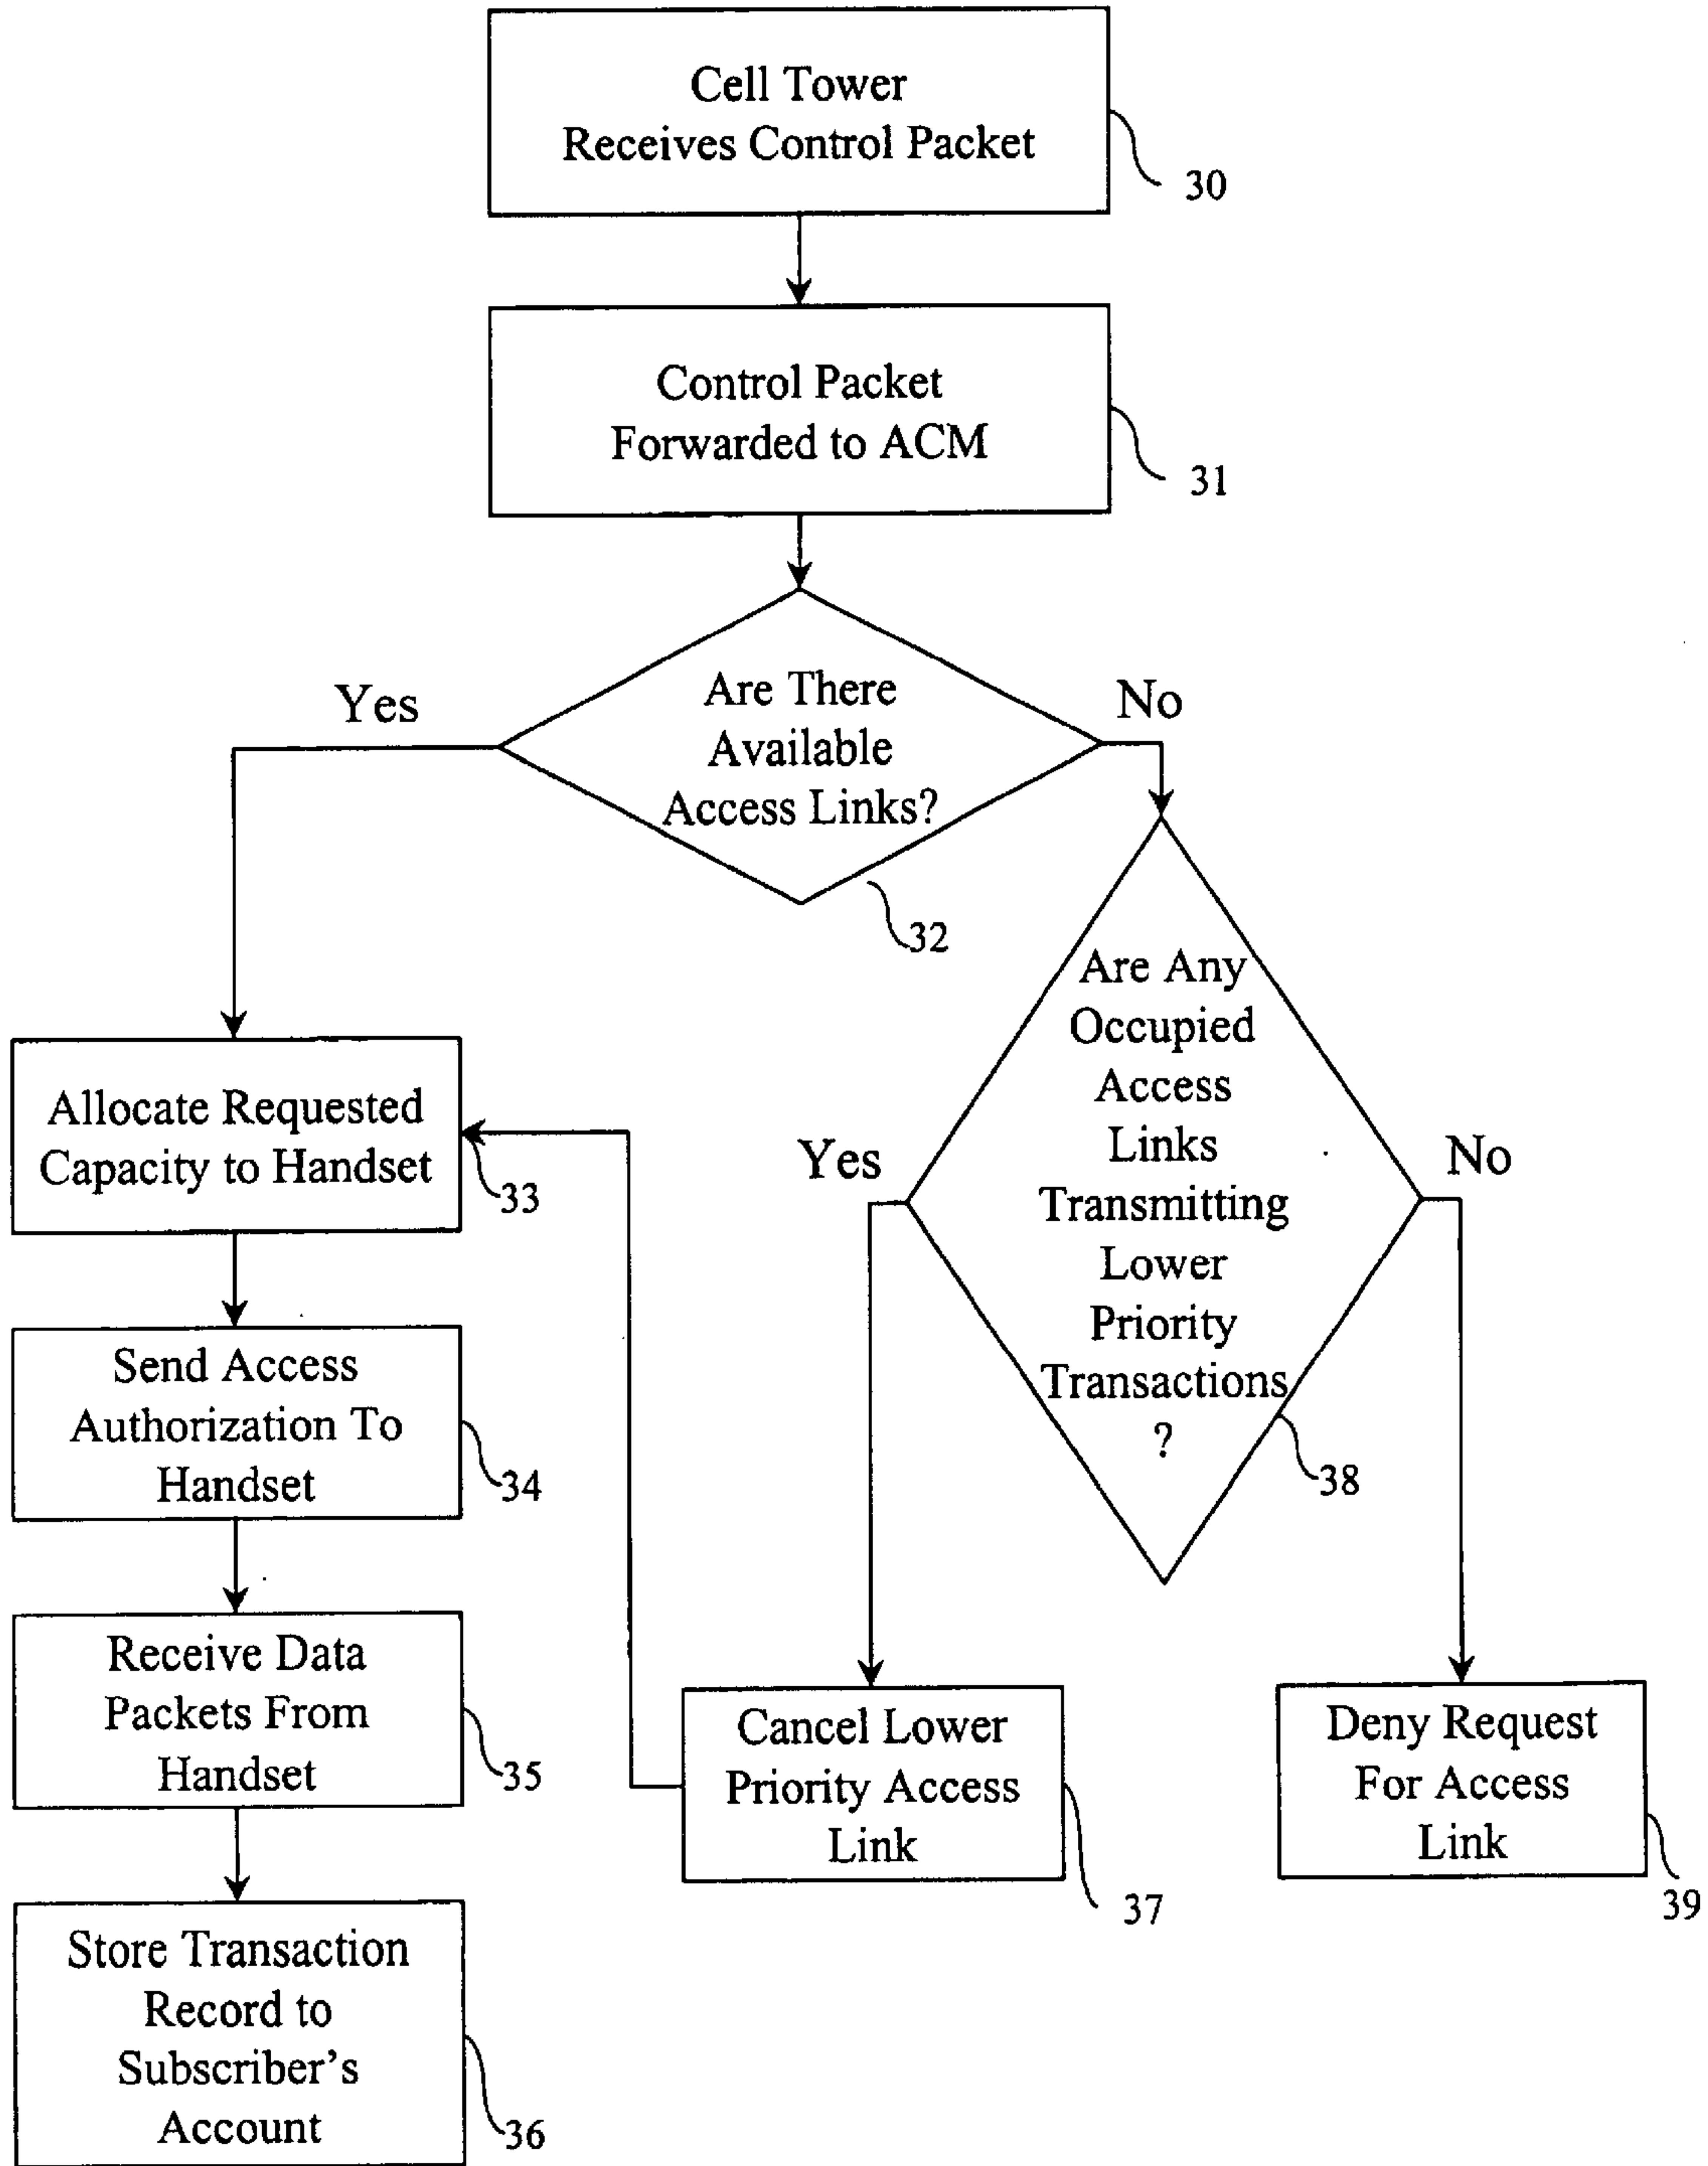 Cell Tower
Receives Control Packet
30
Control Packet
Forwarded to ACM
31
Are There
Available
Access Links?
Yes
No
32
Are Any
Occupied
Access
Links
Transmitting
Lower
Priority
Transactions
?
Yes
No
38
Allocate Requested
Capacity to Handset
33
Send Access
Authorization To
Handset
34
Receive Data
Packets From
Handset
35
Store Transaction
Record to
Subscriber's
Account
36
Cancel Lower
Priority Access
Link
37
Deny Request
For Access
Link
39